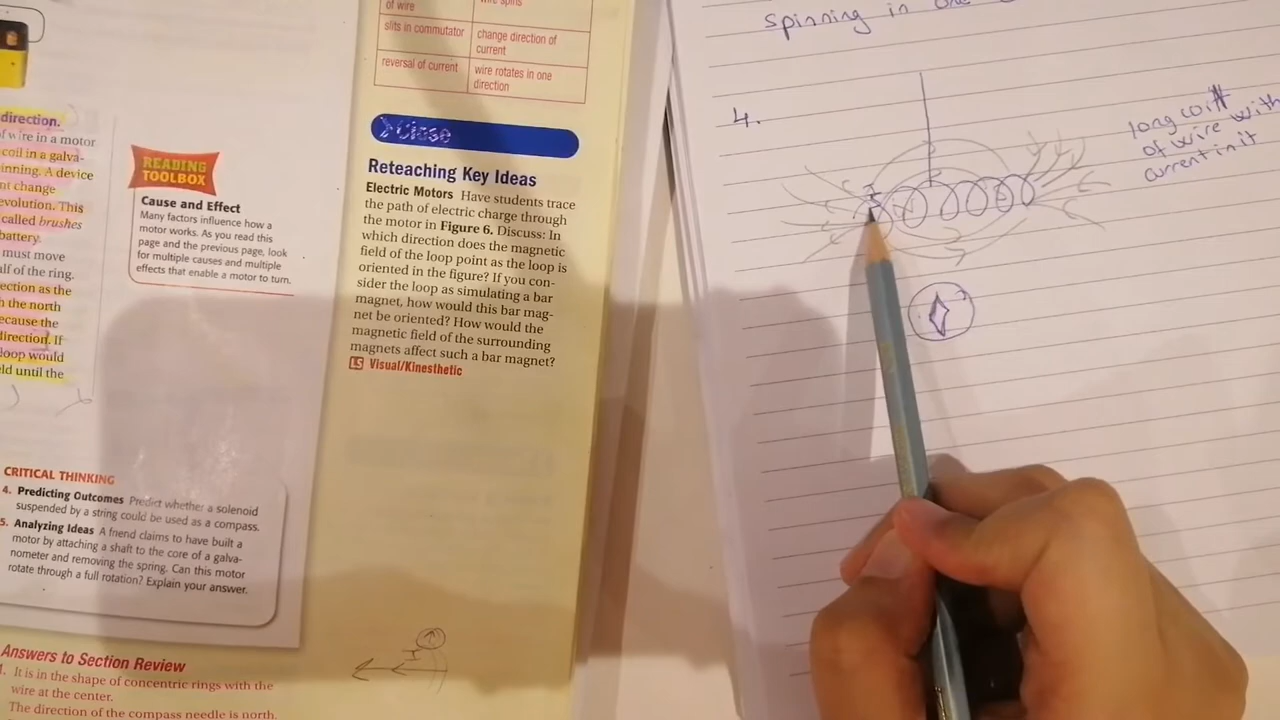 direction.
of wire in a motor
coil in a galva-
inning. A device
nt change
evolution. This
called brushes
battery.
must move
alf of the ring.
ection as the
h the north
ecause the
direction. If
loop would
ld until the
READING
TOOLBOX
Cause and Effect
Many factors influence how a
motor works. As you read this
page and the previous page, look
for multiple causes and multiple
effects that enable a motor to turn.
CRITICAL THINKING
4. Predicting Outcomes Predict whether a solenoid
suspended by a string could be used as a compass.
5. Analyzing Ideas A friend claims to have built a
motor by attaching a shaft to the core of a galva-
nometer and removing the spring. Can this motor
rotate through a full rotation? Explain your answer.
Answers to Section Review
1. It is in the shape of concentric rings with the
wire at the center.
The direction of the compass needle is north.
of wire wire spins
slits in commutator change direction of
current
reversal of current wire rotates in one
direction
Close
Reteaching Key Ideas
Electric Motors Have students trace
the path of electric charge through
the motor in Figure 6. Discuss: In
which direction does the magnetic
field of the loop point as the loop is
oriented in the figure? If you con-
sider the loop as simulating a bar
magnet, how would this bar mag-
net be oriented? How would the
magnetic field of the surrounding
magnets affect such a bar magnet?
LS Visual/Kinesthetic
I
spinning in one
4.
long coil
of wire with
current in it
I